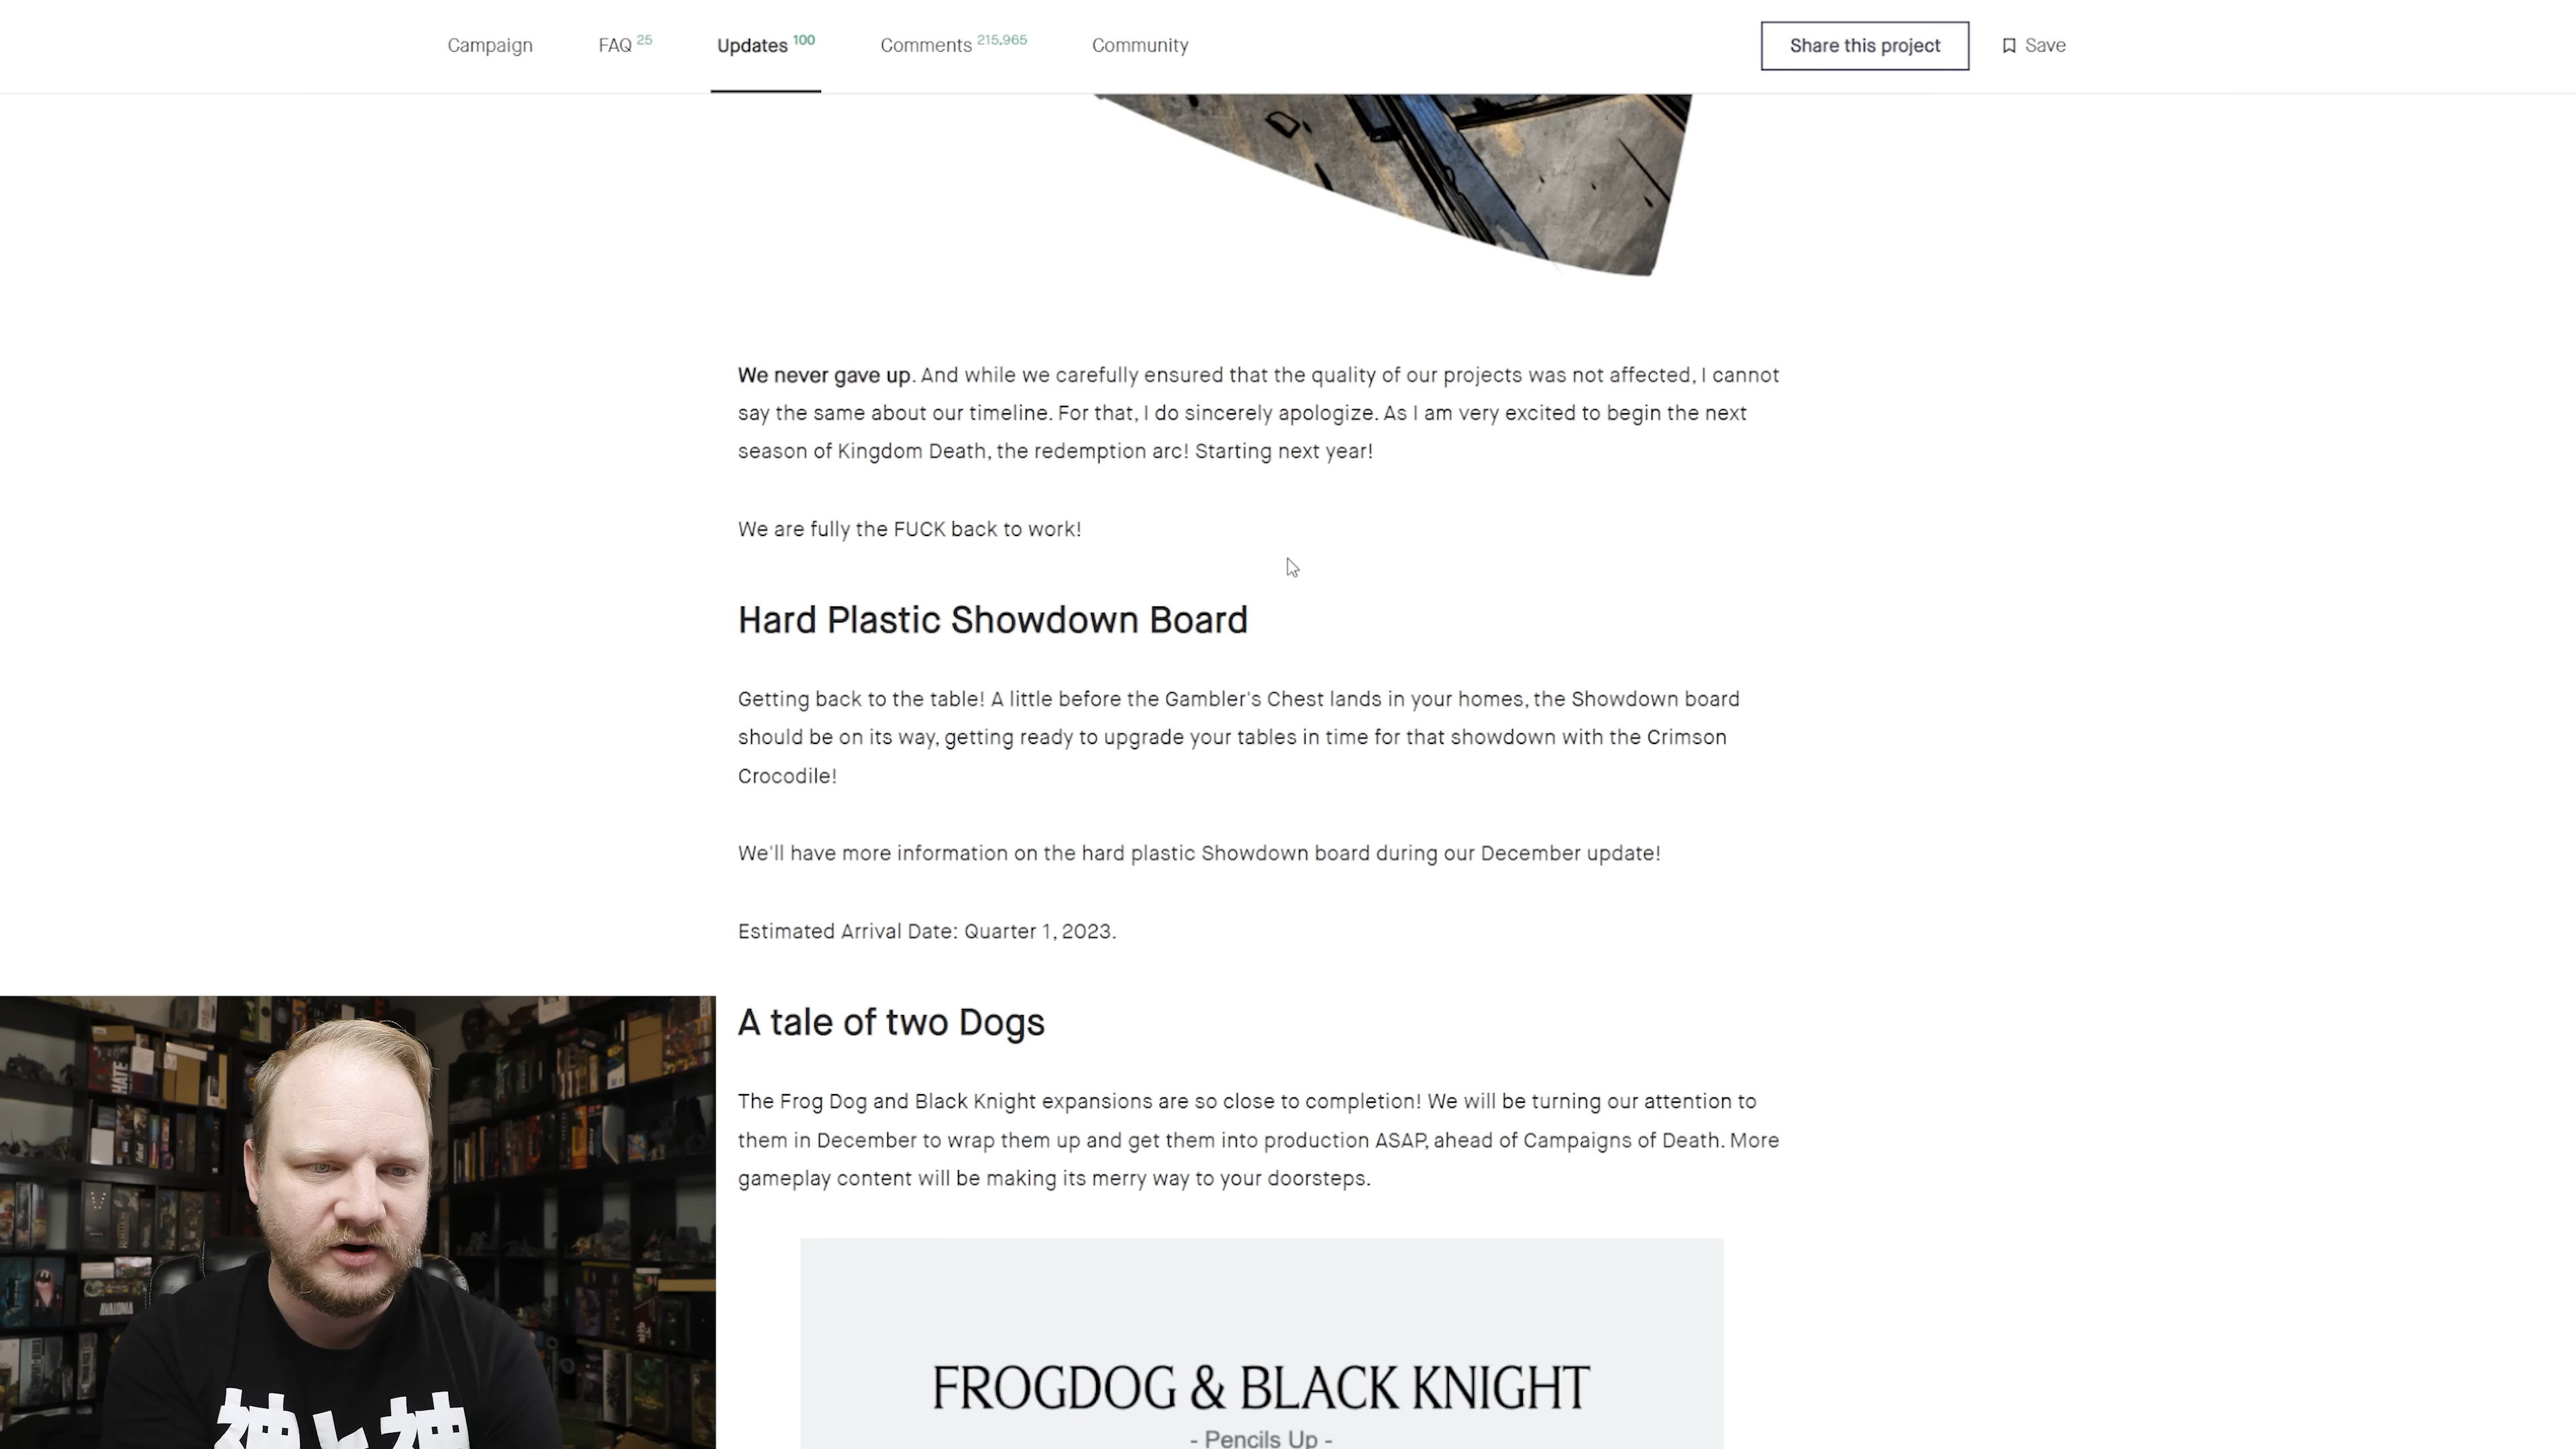 Campaign FAQ 25 Updates 100 Comments 215,965 Community Share this project Save
We never gave up. And while we carefully ensured that the quality of our projects was not affected, I cannot
say the same about our timeline. For that, I do sincerely apologize. As I am very excited to begin the next
season of Kingdom Death, the redemption arc! Starting next year!
We are fully the FUCK back to work!
Hard Plastic Showdown Board
Getting back to the table! A little before the Gambler's Chest lands in your homes, the Showdown board
should be on its way, getting ready to upgrade your tables in time for that showdown with the Crimson
Crocodile!
We'll have more information on the hard plastic Showdown board during our December update!
Estimated Arrival Date: Quarter 1, 2023.
A tale of two Dogs
The Frog Dog and Black Knight expansions are so close to completion! We will be turning our attention to
them in December to wrap them up and get them into production ASAP, ahead of Campaigns of Death. More
gameplay content will be making its merry way to your doorsteps.
FROGDOG & BLACK KNIGHT
- Pencils Up -
HATE
AVALONIA
神と神